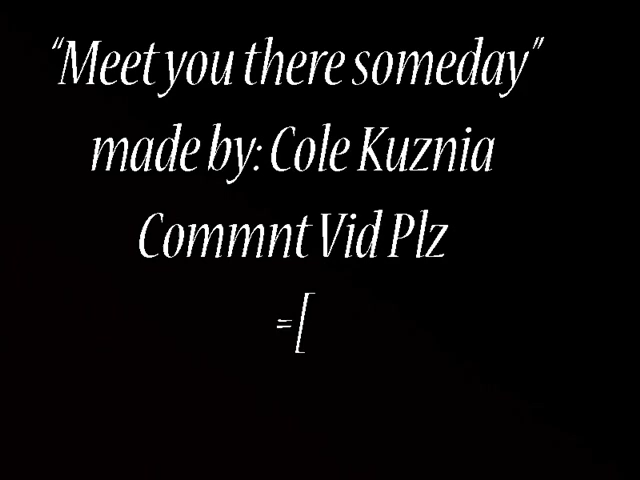 “Meet you there someday”
made by: Cole Kuznia
Commnt Vid Plz
=[